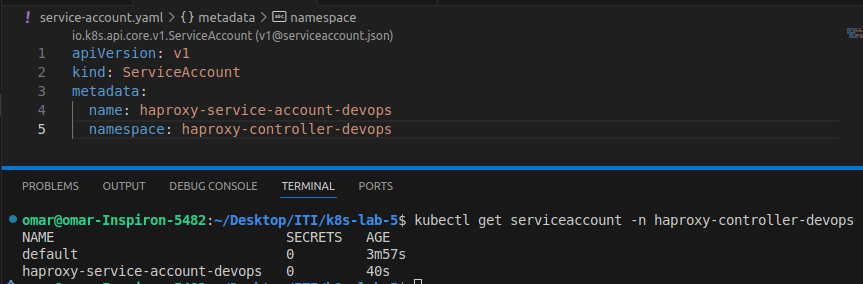 ! service-account.yaml > {} metadata > abc namespace
io.k8s.api.core.v1.ServiceAccount (v1@serviceaccount.json)
1 apiVersion: v1
2 kind: ServiceAccount
3 metadata:
4   name: haproxy-service-account-devops
5   namespace: haproxy-controller-devops
PROBLEMS OUTPUT DEBUG CONSOLE TERMINAL PORTS
omar@omar-Inspiron-5482:~/Desktop/ITI/k8s-lab-5$ kubectl get serviceaccount -n haproxy-controller-devops
NAME SECRETS AGE
default 0 3m57s
haproxy-service-account-devops 0 40s